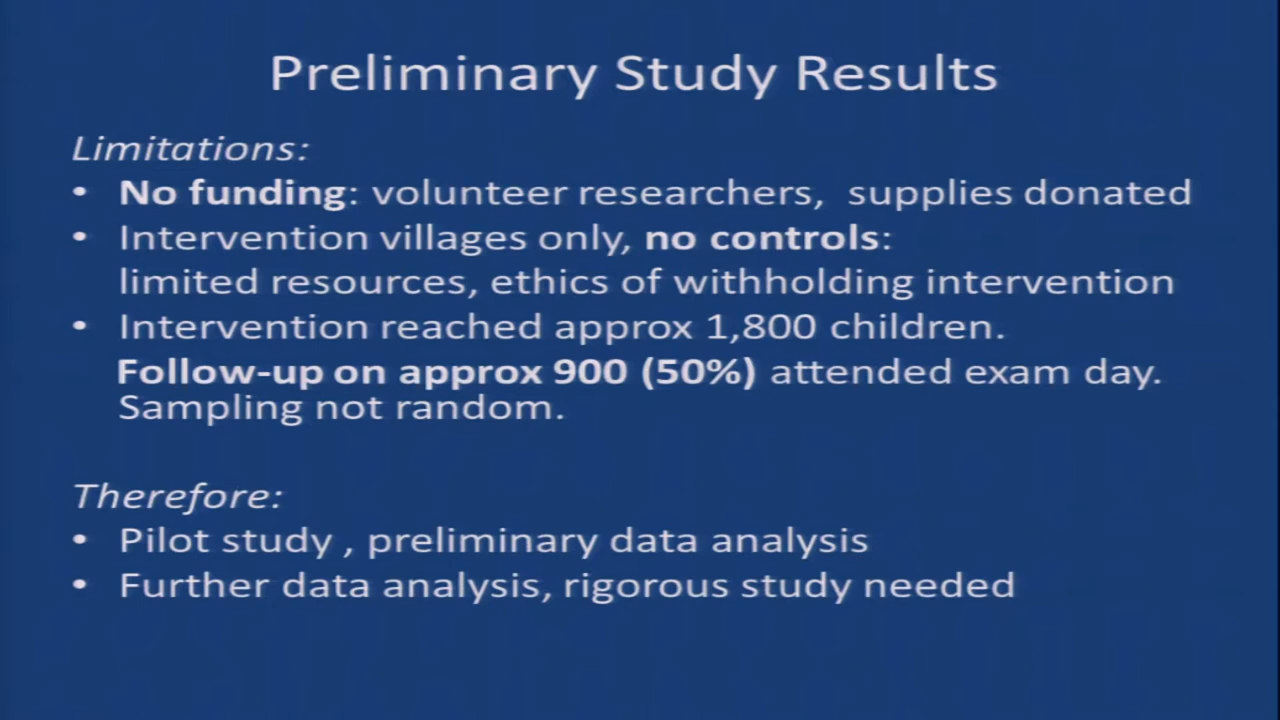 Preliminary Study Results
Limitations:
• No funding: volunteer researchers, supplies donated
• Intervention villages only, no controls:
limited resources, ethics of withholding intervention
• Intervention reached approx 1,800 children.
Follow-up on approx 900 (50%) attended exam day.
Sampling not random.
Therefore:
• Pilot study , preliminary data analysis
• Further data analysis, rigorous study needed